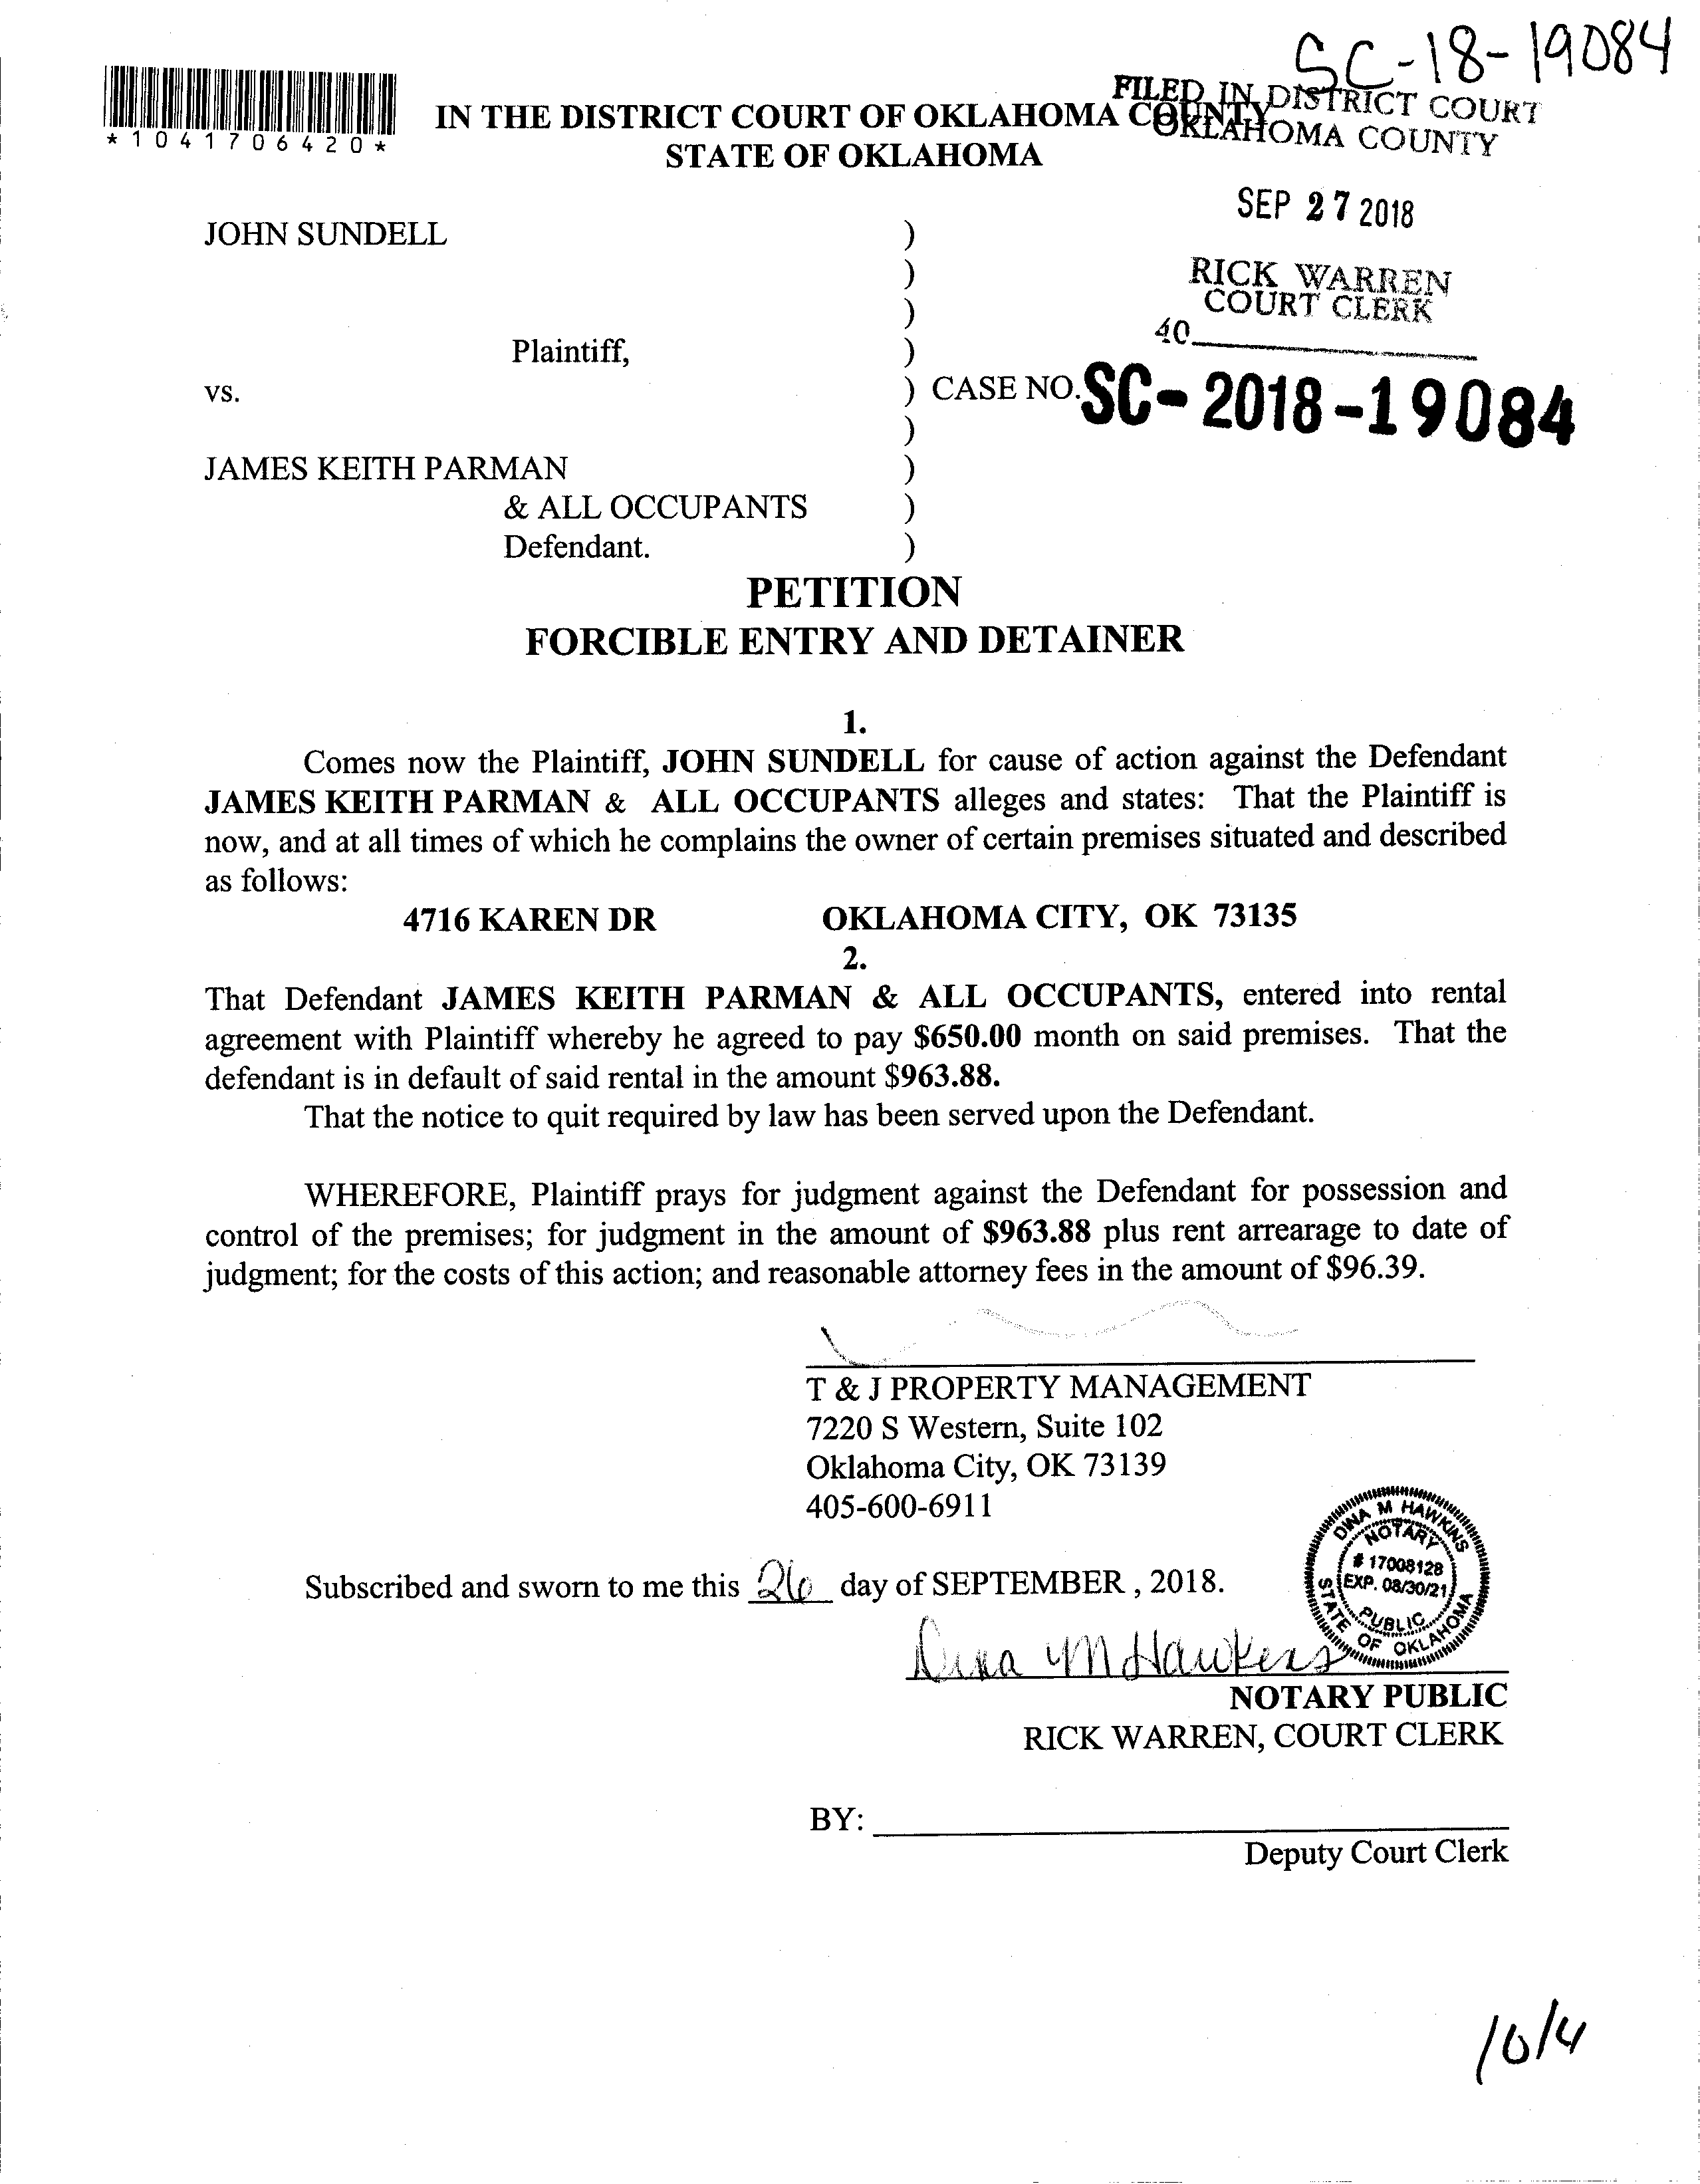 SC-18-19084
*1041706420*
IN THE DISTRICT COURT OF OKLAHOMA COUNTY
STATE OF OKLAHOMA
FILED IN DISTRICT COURT
OKLAHOMA COUNTY
SEP 27 2018
RICK WARREN
COURT CLERK
40
JOHN SUNDELL )
)
)
Plaintiff, )
vs. ) CASE NO. SC-2018-19084
)
JAMES KEITH PARMAN )
& ALL OCCUPANTS )
Defendant. )
PETITION
FORCIBLE ENTRY AND DETAINER
1.
Comes now the Plaintiff, JOHN SUNDELL for cause of action against the Defendant
JAMES KEITH PARMAN & ALL OCCUPANTS alleges and states: That the Plaintiff is
now, and at all times of which he complains the owner of certain premises situated and described
as follows:
4716 KAREN DR OKLAHOMA CITY, OK 73135
2.
That Defendant JAMES KEITH PARMAN & ALL OCCUPANTS, entered into rental
agreement with Plaintiff whereby he agreed to pay $650.00 month on said premises. That the
defendant is in default of said rental in the amount $963.88.
That the notice to quit required by law has been served upon the Defendant.
WHEREFORE, Plaintiff prays for judgment against the Defendant for possession and
control of the premises; for judgment in the amount of $963.88 plus rent arrearage to date of
judgment; for the costs of this action; and reasonable attorney fees in the amount of $96.39.
T & J PROPERTY MANAGEMENT
7220 S Western, Suite 102
Oklahoma City, OK 73139
405-600-6911
DINA M HAWKINS
NOTARY
# 17008128
EXP. 08/30/21
PUBLIC
STATE OF OKLAHOMA
Subscribed and sworn to me this 26 day of SEPTEMBER , 2018.
Dina M Hawkins
NOTARY PUBLIC
RICK WARREN, COURT CLERK
BY:
Deputy Court Clerk
10/4